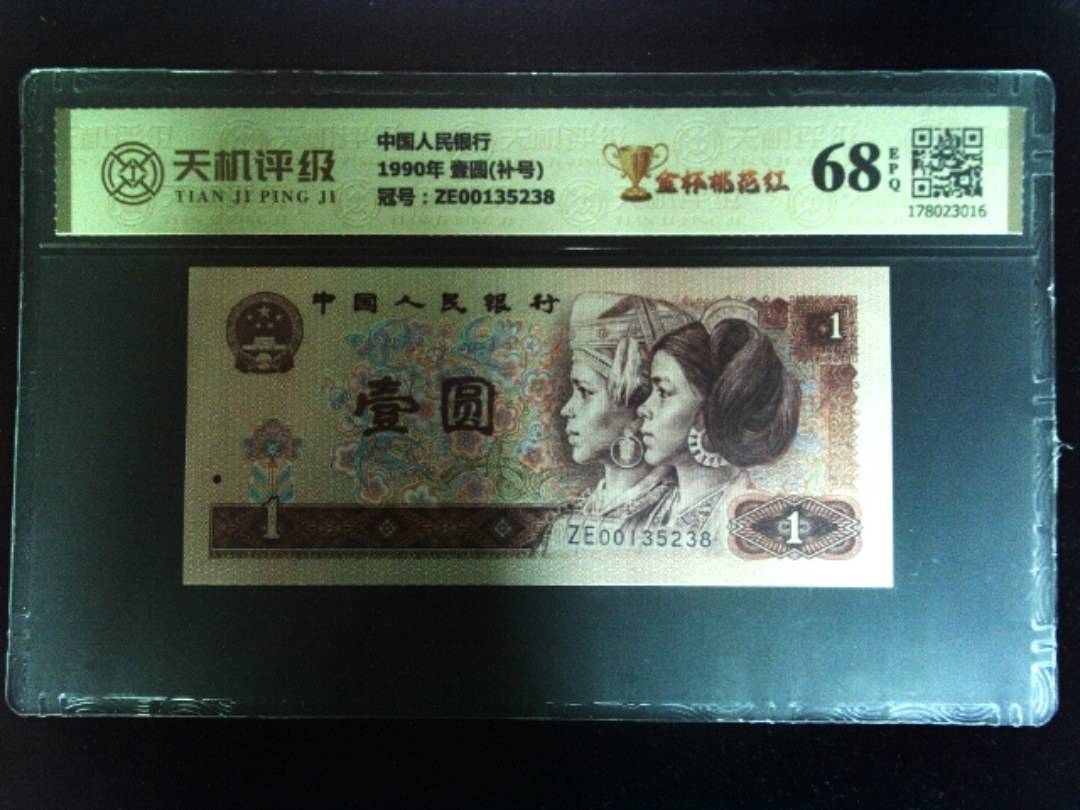 天机评级
TIAN JI PING JI
中国人民银行
1990年 壹圆(补号)
冠号：ZE00135238
金杯桃花红
68
EPQ
178023016
中国人民银行
1
壹圆
1
ZE00135238
1